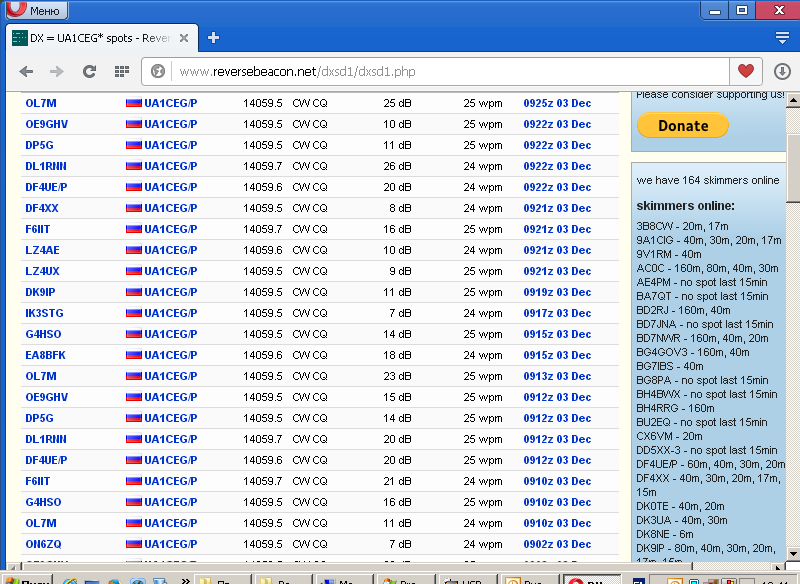 Меню
DX = UA1CEG* spots - Rever
www.reversebeacon.net/dxsd1/dxsd1.php
OL7M UA1CEG/P 14059.5 CW CQ 25 dB 25 wpm 0925z 03 Dec
OE9GHV UA1CEG/P 14059.5 CW CQ 10 dB 25 wpm 0922z 03 Dec
DP5G UA1CEG/P 14059.5 CW CQ 11 dB 25 wpm 0922z 03 Dec
DL1RNN UA1CEG/P 14059.7 CW CQ 26 dB 24 wpm 0922z 03 Dec
DF4UE/P UA1CEG/P 14059.6 CW CQ 20 dB 24 wpm 0922z 03 Dec
DF4XX UA1CEG/P 14059.5 CW CQ 8 dB 24 wpm 0921z 03 Dec
F6IIT UA1CEG/P 14059.7 CW CQ 16 dB 25 wpm 0921z 03 Dec
LZ4AE UA1CEG/P 14059.6 CW CQ 10 dB 24 wpm 0921z 03 Dec
LZ4UX UA1CEG/P 14059.5 CW CQ 9 dB 25 wpm 0921z 03 Dec
DK9IP UA1CEG/P 14059.5 CW CQ 11 dB 25 wpm 0919z 03 Dec
IK3STG UA1CEG/P 14059.5 CW CQ 7 dB 24 wpm 0917z 03 Dec
G4HSO UA1CEG/P 14059.5 CW CQ 14 dB 25 wpm 0915z 03 Dec
EA8BFK UA1CEG/P 14059.6 CW CQ 18 dB 24 wpm 0915z 03 Dec
OL7M UA1CEG/P 14059.5 CW CQ 23 dB 25 wpm 0913z 03 Dec
OE9GHV UA1CEG/P 14059.5 CW CQ 15 dB 25 wpm 0912z 03 Dec
DP5G UA1CEG/P 14059.5 CW CQ 14 dB 25 wpm 0912z 03 Dec
DL1RNN UA1CEG/P 14059.7 CW CQ 20 dB 25 wpm 0912z 03 Dec
DF4UE/P UA1CEG/P 14059.6 CW CQ 20 dB 25 wpm 0912z 03 Dec
F6IIT UA1CEG/P 14059.7 CW CQ 21 dB 24 wpm 0910z 03 Dec
G4HSO UA1CEG/P 14059.5 CW CQ 16 dB 25 wpm 0910z 03 Dec
OL7M UA1CEG/P 14059.5 CW CQ 11 dB 24 wpm 0910z 03 Dec
ON6ZQ UA1CEG/P 14059.5 CW CQ 7 dB 24 wpm 0902z 03 Dec
Please consider supporting us!
Donate
we have 164 skimmers online
skimmers online:
3B8CW - 20m, 17m
9A1CIG - 40m, 30m, 20m, 17m
9V1RM - 40m
AC0C - 160m, 80m, 40m, 30m
AE4PM - no spot last 15min
BA7QT - no spot last 15min
BD2RJ - 160m, 40m
BD7JNA - no spot last 15min
BD7NWR - 160m, 40m, 20m
BG4GOV3 - 160m, 40m
BG7IBS - 40m
BG8PA - no spot last 15min
BH4BWX - no spot last 15min
BH4RRG - 160m
BU2EQ - no spot last 15min
CX6VM - 20m
DD5XX-3 - no spot last 15min
DF4UE/P - 60m, 40m, 30m, 20m
DF4XX - 40m, 30m, 20m, 17m,
15m
DK0TE - 40m, 20m
DK3UA - 40m, 30m
DK8NE - 6m
DK9IP - 80m, 40m, 30m, 20m,